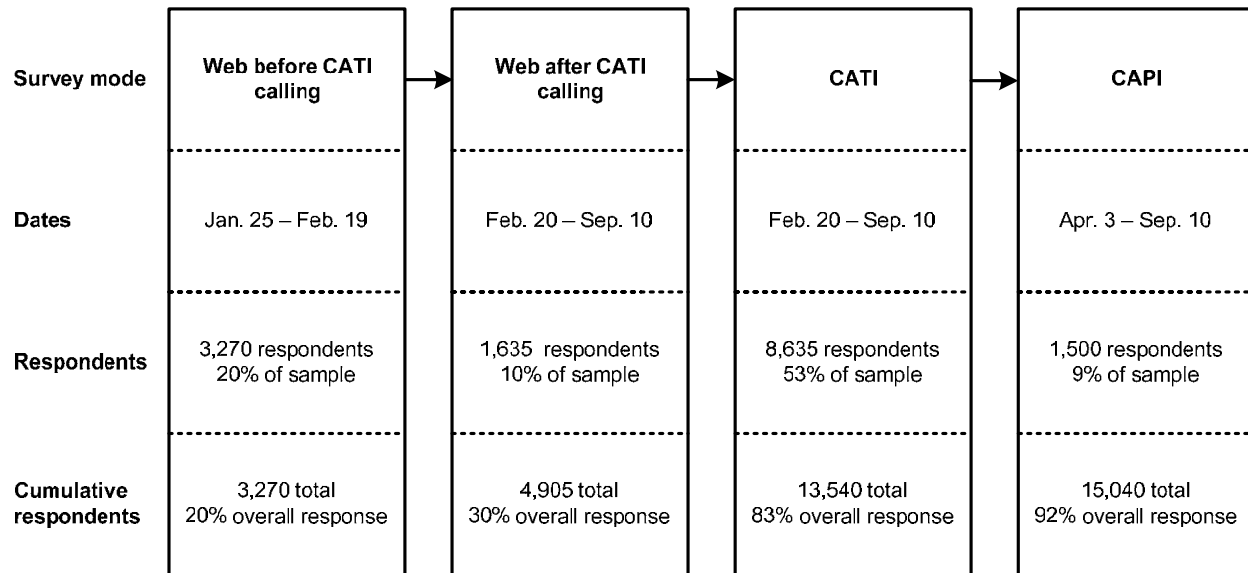 Survey mode
Web before CATI
calling
Web after CATI
calling
CATI
CAPI
Dates
Jan. 25 – Feb. 19
Feb. 20 – Sep. 10
Feb. 20 – Sep. 10
Apr. 3 – Sep. 10
Respondents
3,270 respondents
20% of sample
1,635 respondents
10% of sample
8,635 respondents
53% of sample
1,500 respondents
9% of sample
Cumulative
respondents
3,270 total
20% overall response
4,905 total
30% overall response
13,540 total
83% overall response
15,040 total
92% overall response